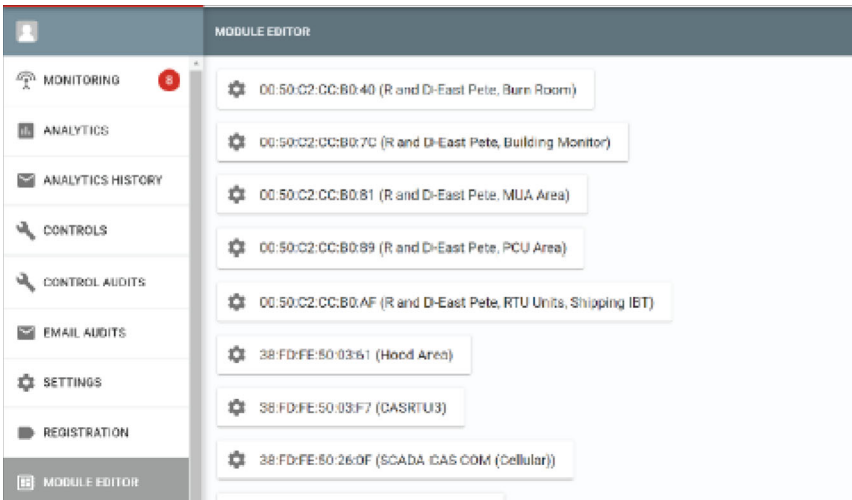 MODULE EDITOR
MONITORING 8
ANALYTICS
ANALYTICS HISTORY
CONTROLS
CONTROL AUDITS
EMAIL AUDITS
SETTINGS
REGISTRATION
MODULE EDITOR
00:50:C2:CC:B0:40 (R and D-East Pete, Burn Room)
00:50:C2:CC:B0:7C (R and D-East Pete, Building Monitor)
00:50:C2:CC:B0:81 (R and D-East Pete, MUA Area)
00:50:C2:CC:B0:89 (R and D-East Pete, PCU Area)
00:50:C2:CC:B0:AF (R and D-East Pete, RTU Units, Shipping IBT)
38:FD:FE:50:03:61 (Hood Area)
38:FD:FE:50:03:F7 (CASRTU3)
38:FD:FE:50:26:0F (SCADA CAS COM (Cellular))